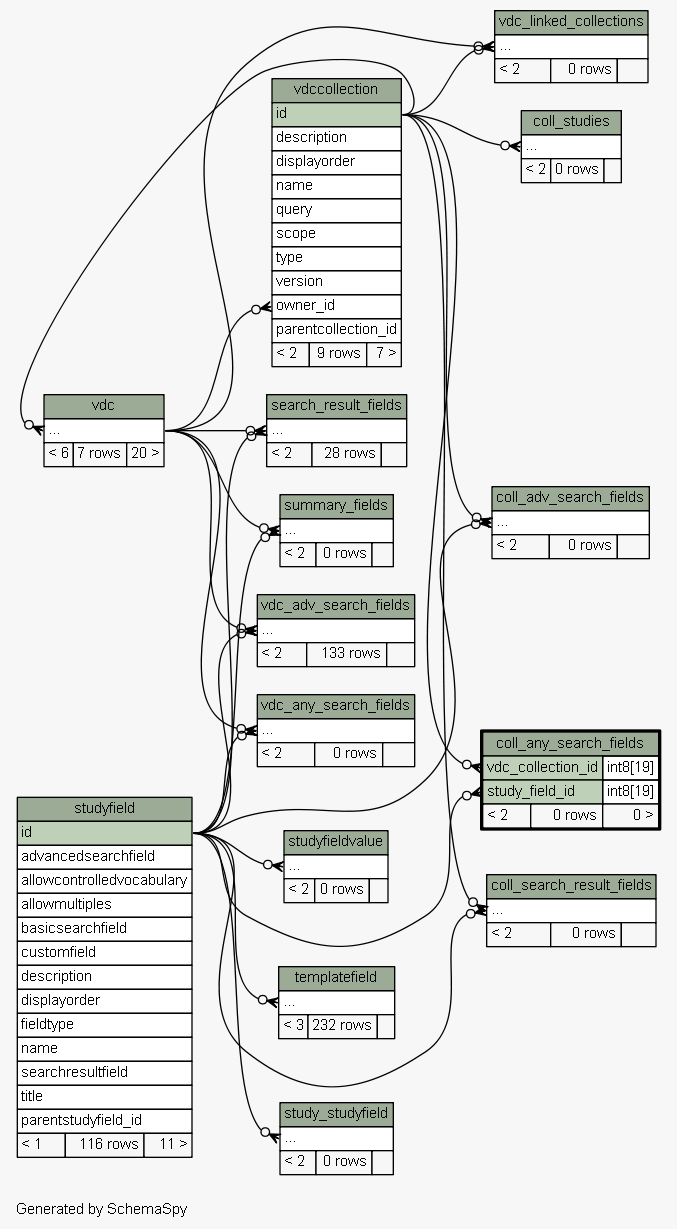 vdc_linked_collections
...
< 2 0 rows
vdccollection
id
description
displayorder
name
query
scope
type
version
owner_id
parentcollection_id
< 2 9 rows 7 >
coll_studies
...
< 2 0 rows
vdc
...
< 6 7 rows 20 >
search_result_fields
...
< 2 28 rows
summary_fields
...
< 2 0 rows
coll_adv_search_fields
...
< 2 0 rows
vdc_adv_search_fields
...
< 2 133 rows
vdc_any_search_fields
...
< 2 0 rows
coll_any_search_fields
vdc_collection_id int8[19]
study_field_id int8[19]
< 2 0 rows 0 >
studyfield
id
advancedsearchfield
allowcontrolledvocabulary
allowmultiples
basicsearchfield
customfield
description
displayorder
fieldtype
name
searchresultfield
title
parentstudyfield_id
< 1 116 rows 11 >
studyfieldvalue
...
< 2 0 rows
coll_search_result_fields
...
< 2 0 rows
templatefield
...
< 3 232 rows
study_studyfield
...
< 2 0 rows
Generated by SchemaSpy